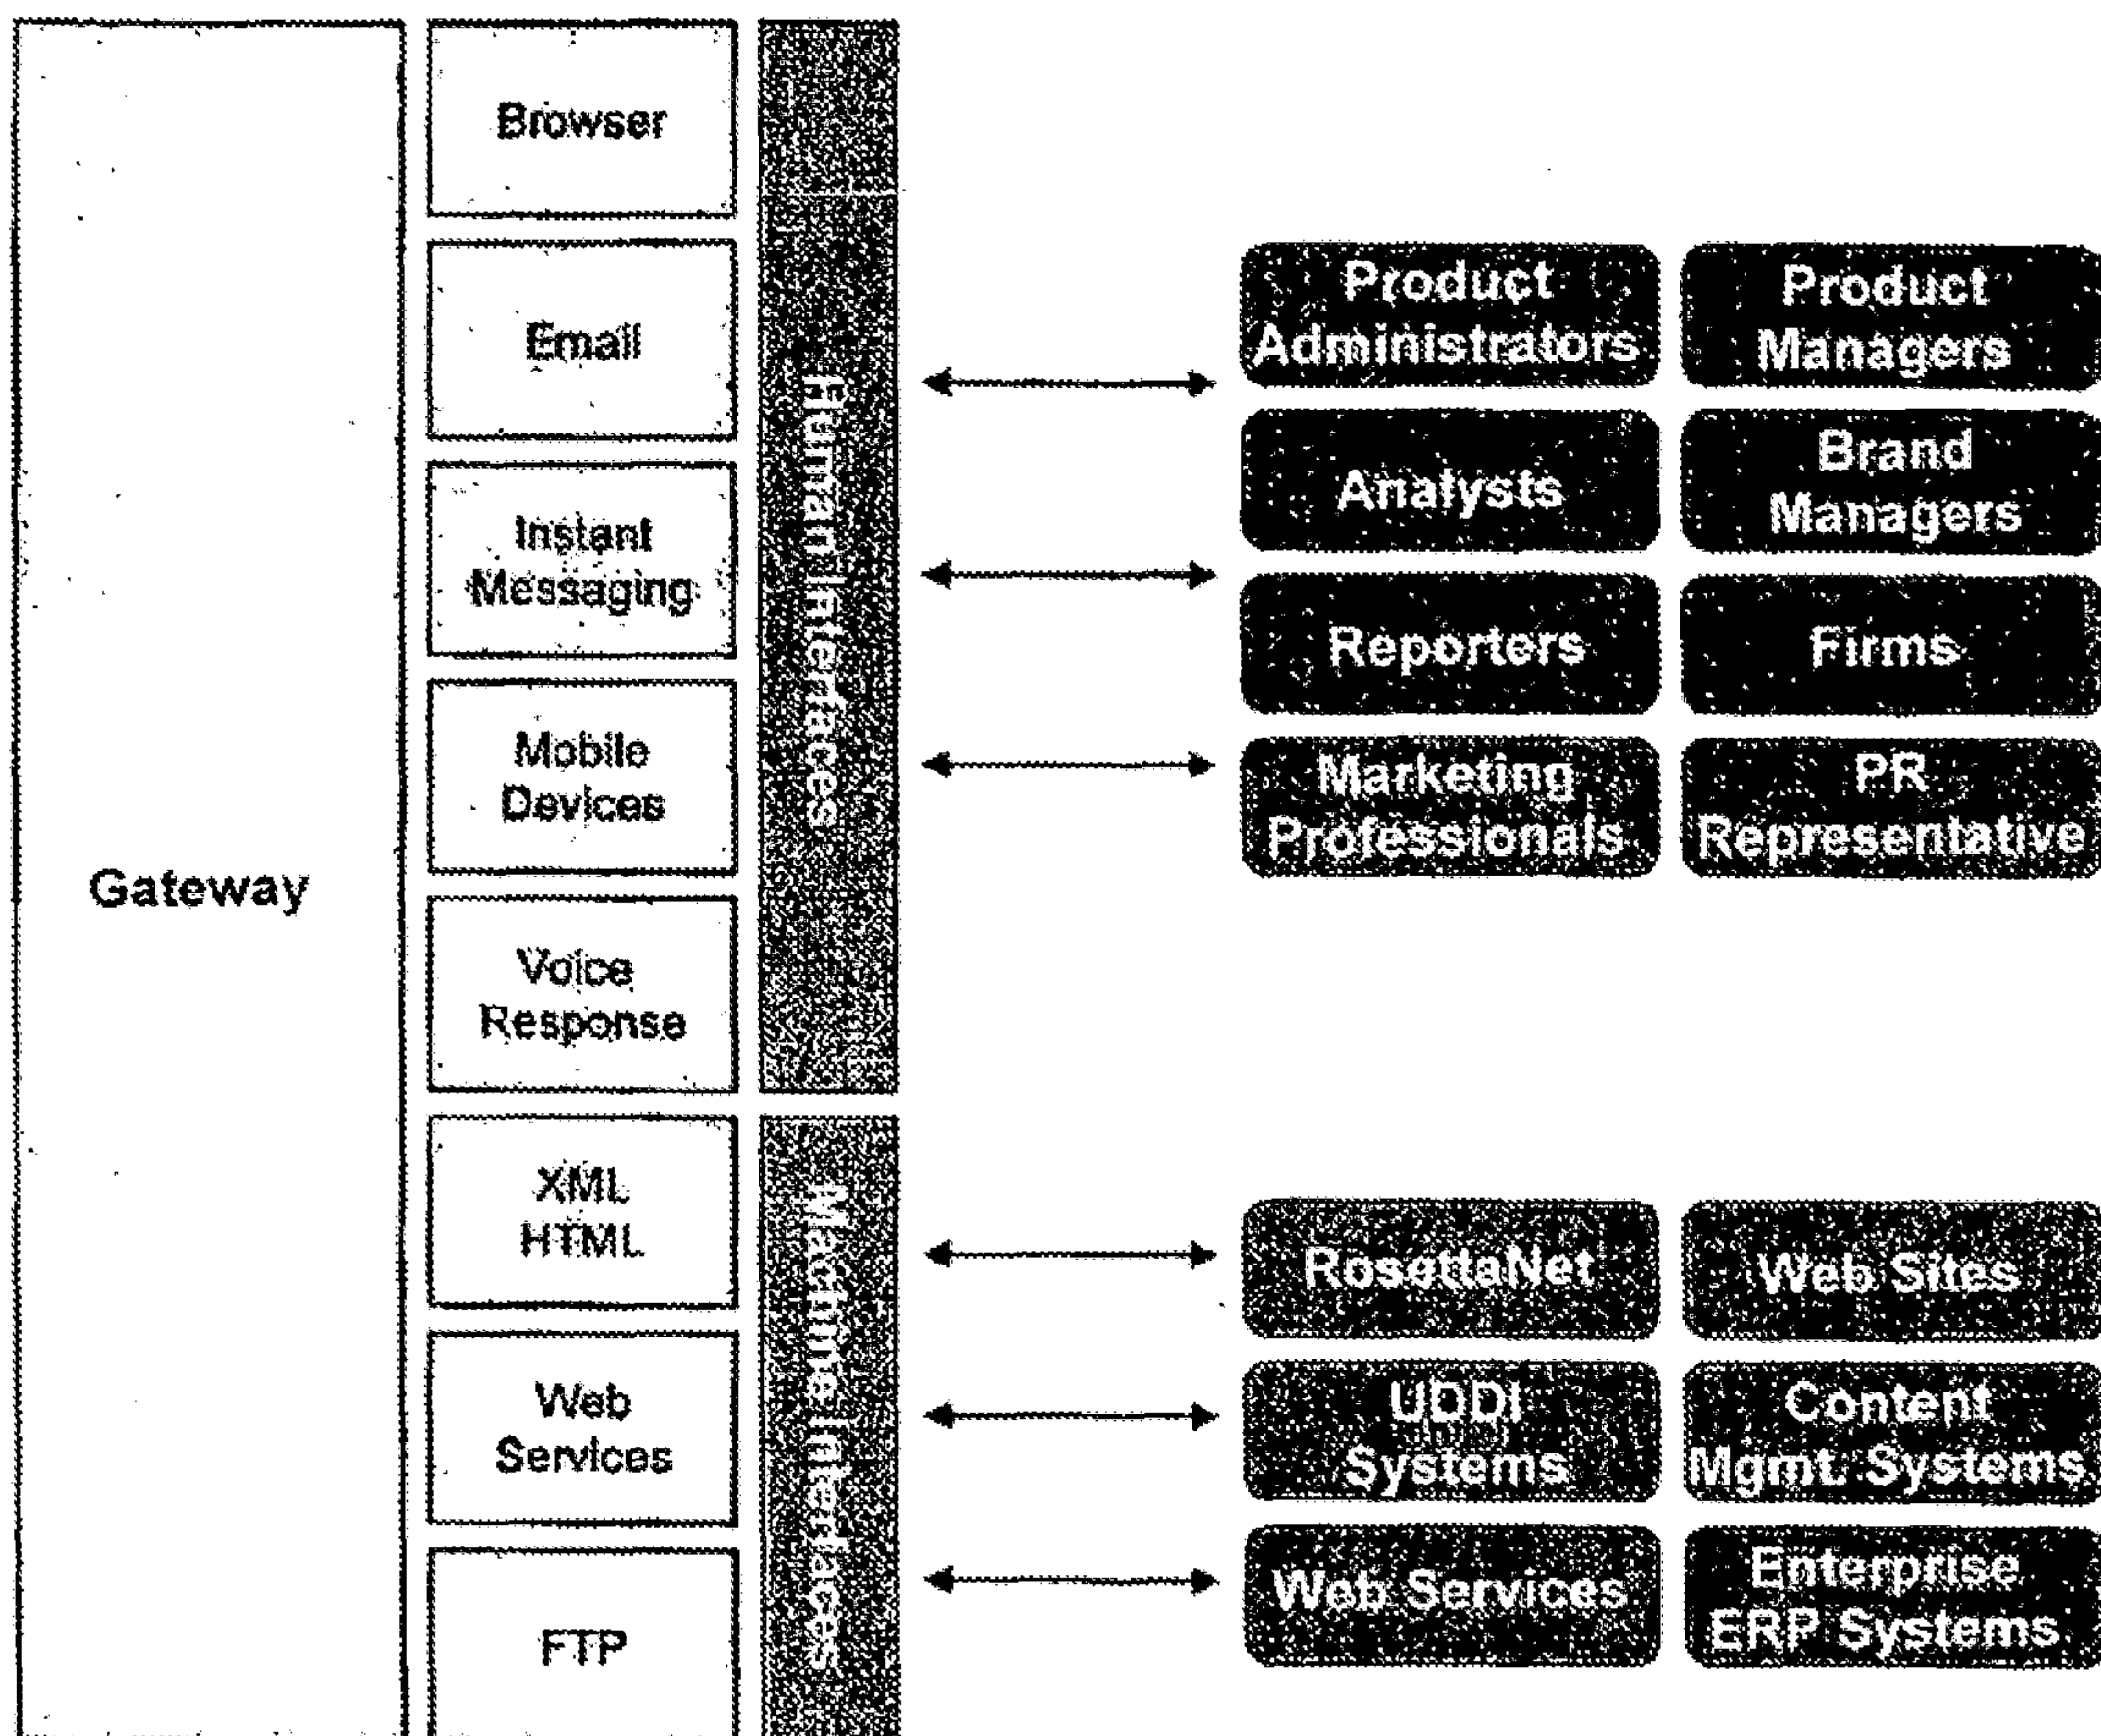 Gateway
Browser
Email
Instant
Messaging
Mobile
Devices
Voice
Response
XML
HTML
Web
Services
FTP
Human Interfaces
Machine Interfaces
Product
Administrators
Product
Managers
Analysts
Brand
Managers
Reporters
Firms
Marketing
Professionals
PR
Representative
RosettaNet
Web Sites
UDDI
Systems
Content
Mgmt. Systems
Web Services
Enterprise
ERP Systems